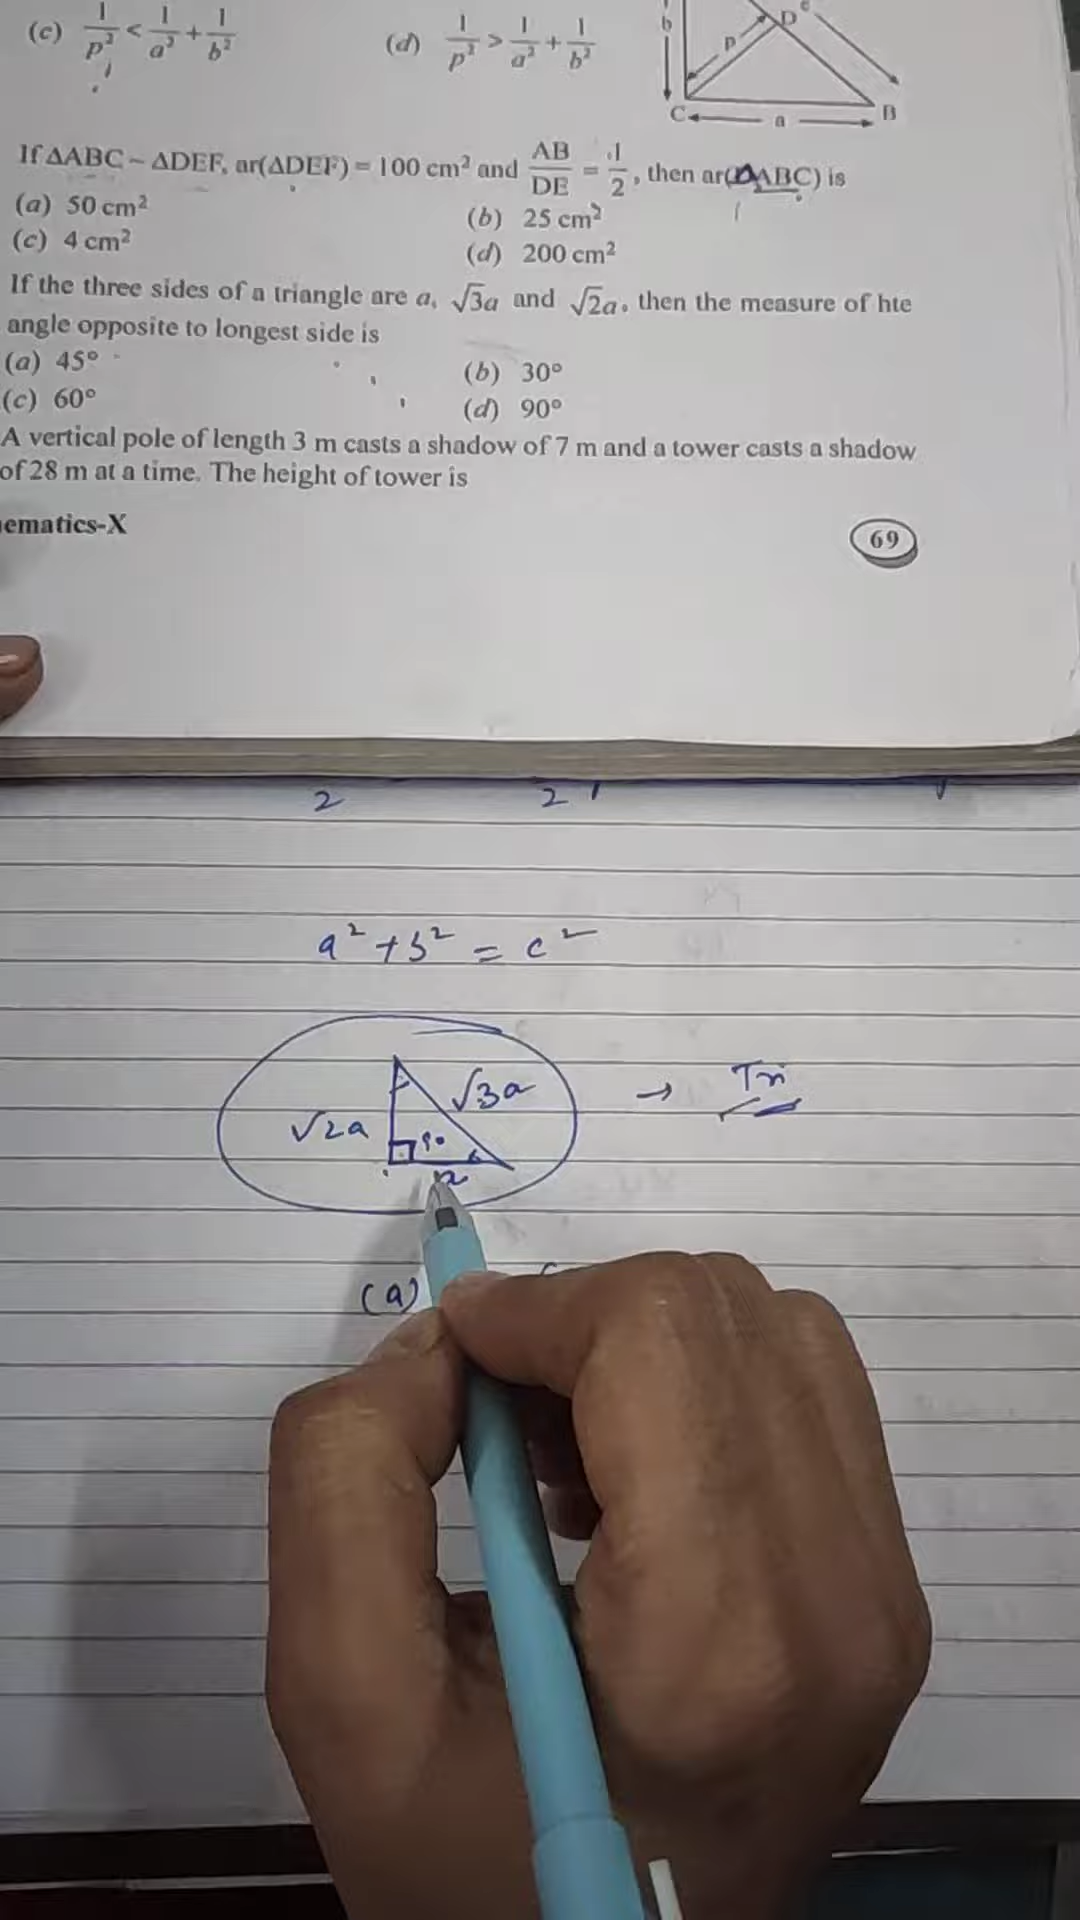 (c) 1/p² < 1/a² + 1/b² (d) 1/p² > 1/a² + 1/b²
b p D c
C a B
If ΔABC ~ ΔDEF, ar(ΔDEF) = 100 cm² and AB/DE = 1/2, then ar(ΔABC) is
(a) 50 cm² (b) 25 cm²
(c) 4 cm² (d) 200 cm²
If the three sides of a triangle are a, √3a and √2a, then the measure of hte
angle opposite to longest side is
(a) 45° (b) 30°
(c) 60° (d) 90°
A vertical pole of length 3 m casts a shadow of 7 m and a tower casts a shadow
of 28 m at a time. The height of tower is
ematics-X 69
2 2
a² + b² = c²
√3a → Tri
√2a 90
(a)